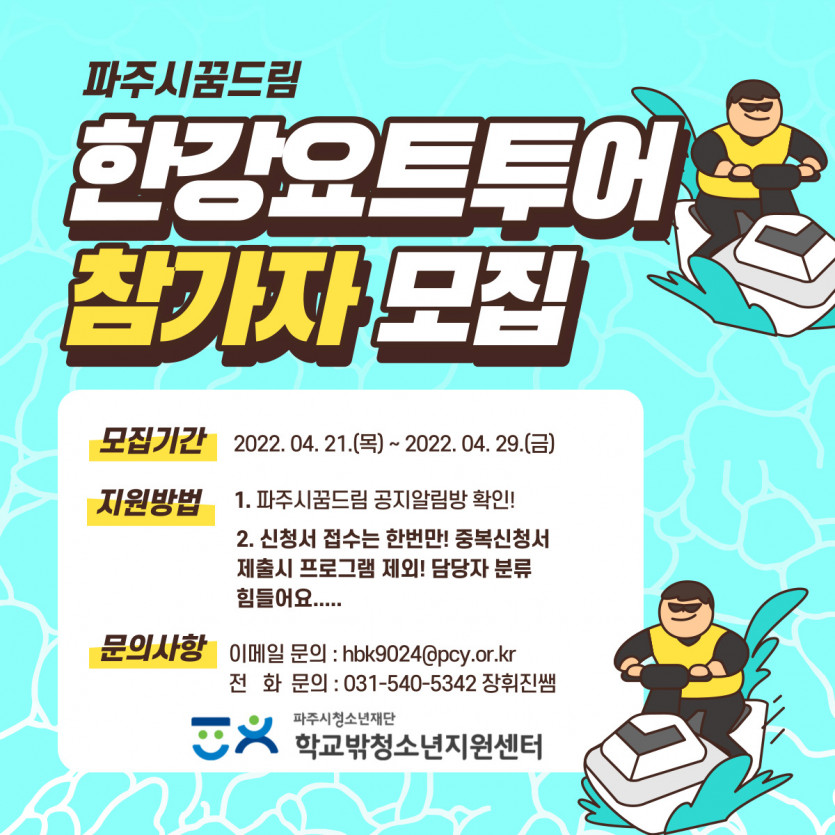 파주시꿈드림
한강요트투어
참가자 모집
모집기간 2022. 04. 21.(목) ~ 2022. 04. 29.(금)
지원방법 1. 파주시꿈드림 공지알림방 확인!
2. 신청서 접수는 한번만! 중복신청서
제출시 프로그램 제외! 담당자 분류
힘들어요.....
문의사항 이메일 문의 : hbk9024@pcy.or.kr
전 화 문의 : 031-540-5342 장휘진쌤
파주시청소년재단
학교밖청소년지원센터